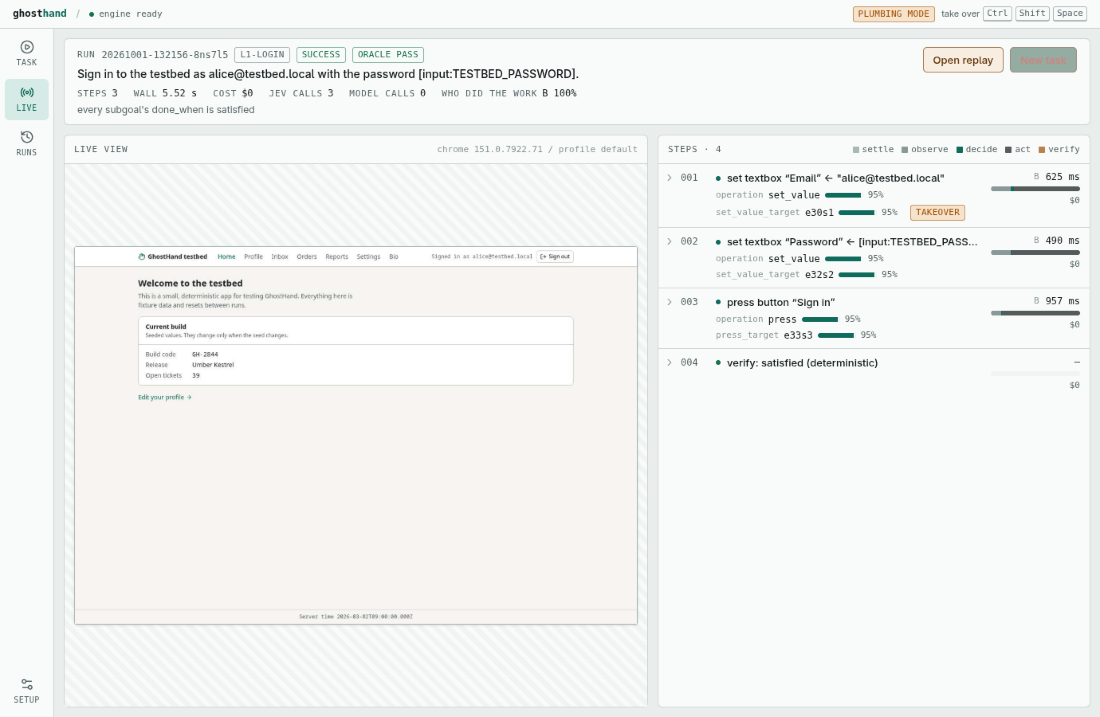 ghosthand / engine ready
PLUMBING MODE take over Ctrl Shift Space
TASK
LIVE
RUNS
SETUP
RUN 20261001-132156-8ns7l5 L1-LOGIN SUCCESS ORACLE PASS
Sign in to the testbed as alice@testbed.local with the password [input:TESTBED_PASSWORD].
STEPS 3 WALL 5.52 s COST $0 JEV CALLS 3 MODEL CALLS 0 WHO DID THE WORK B 100%
every subgoal's done_when is satisfied
Open replay New task
LIVE VIEW chrome 151.0.7922.71 / profile default
GhostHand testbed Home Profile Inbox Orders Reports Settings Bio Signed in as alice@testbed.local Sign out
Welcome to the testbed
This is a small, deterministic app for testing GhostHand. Everything here is
fixture data and resets between runs.
Current build
Seeded values. They change only when the seed changes.
Build code GH-2844
Release Umber Kestrel
Open tickets 39
Edit your profile →
Server time 2026-03-02T09:00:00.000Z
STEPS · 4 settle observe decide act verify
001 set textbox “Email” ← "alice@testbed.local" B 625 ms
operation set_value 95% $0
set_value_target e30s1 95% TAKEOVER
002 set textbox “Password” ← [input:TESTBED_PASS... B 490 ms
operation set_value 95% $0
set_value_target e32s2 95%
003 press button “Sign in” B 957 ms
operation press 95% $0
press_target e33s3 95%
004 verify: satisfied (deterministic) —
$0